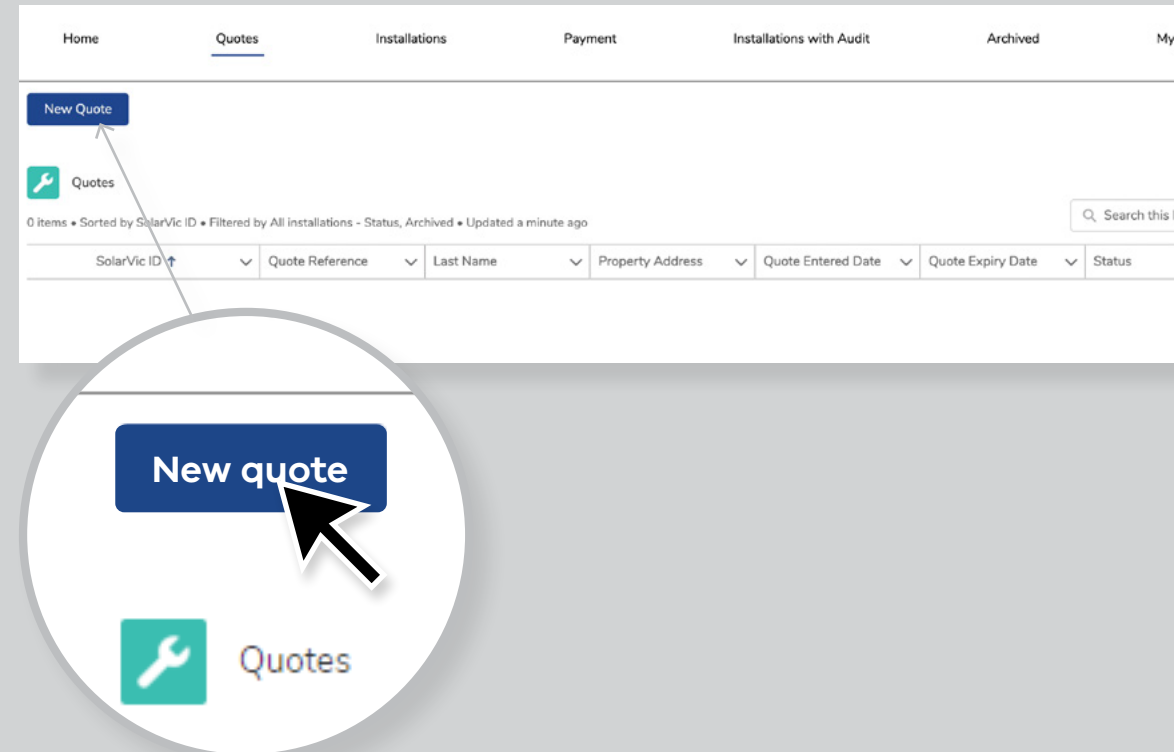 Home Quotes Installations Payment Installations with Audit Archived My
New Quote
Quotes
0 items • Sorted by SolarVic ID • Filtered by All installations - Status, Archived • Updated a minute ago
Search this
SolarVic ID Quote Reference Last Name Property Address Quote Entered Date Quote Expiry Date Status
New quote
Quotes